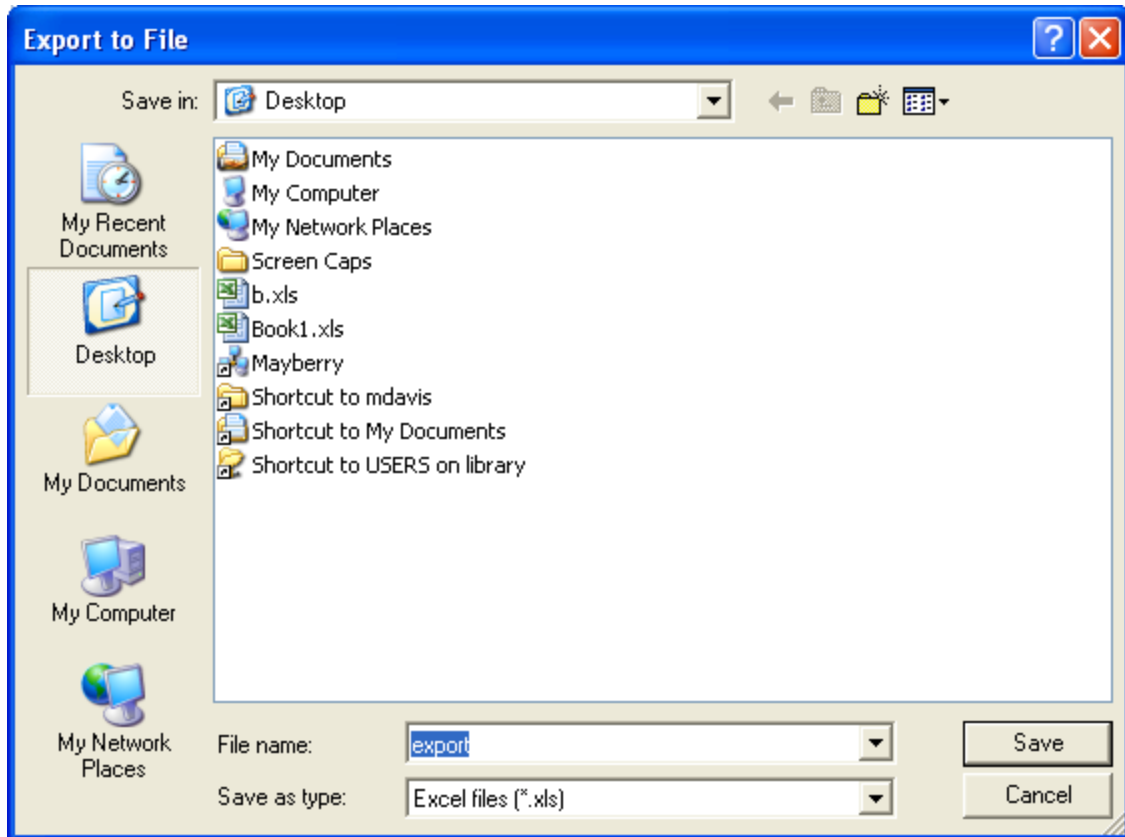 Export to File
Save in: Desktop
My Recent
Documents
Desktop
My Documents
My Computer
My Network
Places
My Documents
My Computer
My Network Places
Screen Caps
b.xls
Book1.xls
Mayberry
Shortcut to mdavis
Shortcut to My Documents
Shortcut to USERS on library
File name: export Save
Save as type: Excel files (*.xls) Cancel